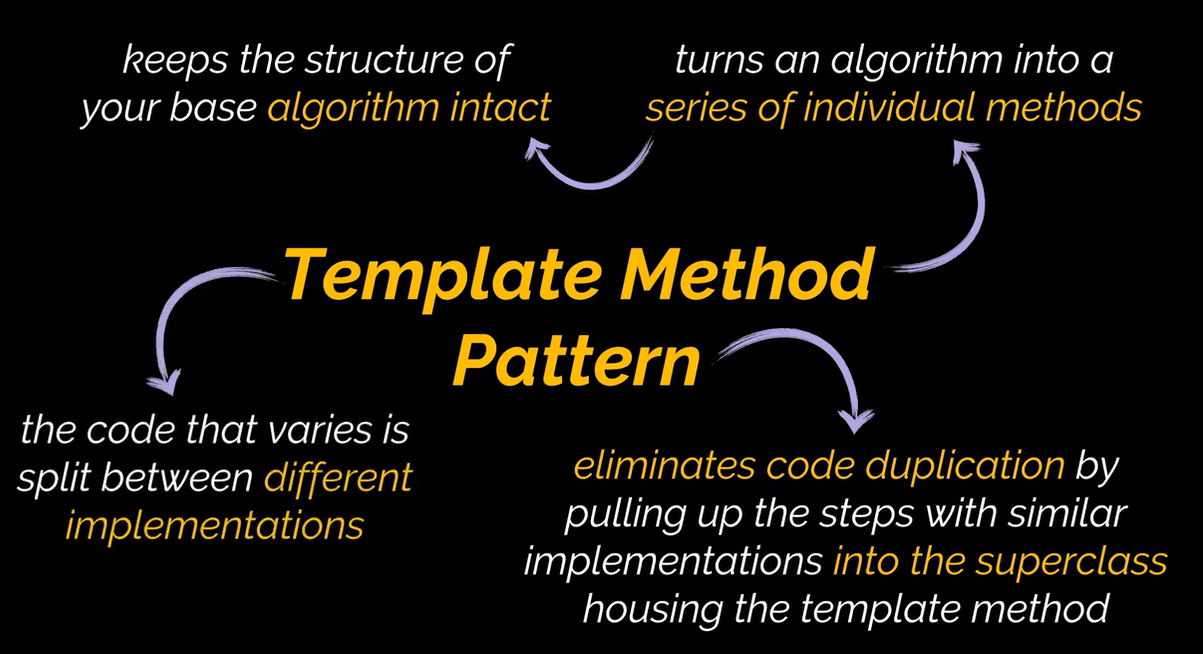 keeps the structure of
your base algorithm intact
turns an algorithm into a
series of individual methods
Template Method
Pattern
the code that varies is
split between different
implementations
eliminates code duplication by
pulling up the steps with similar
implementations into the superclass
housing the template method